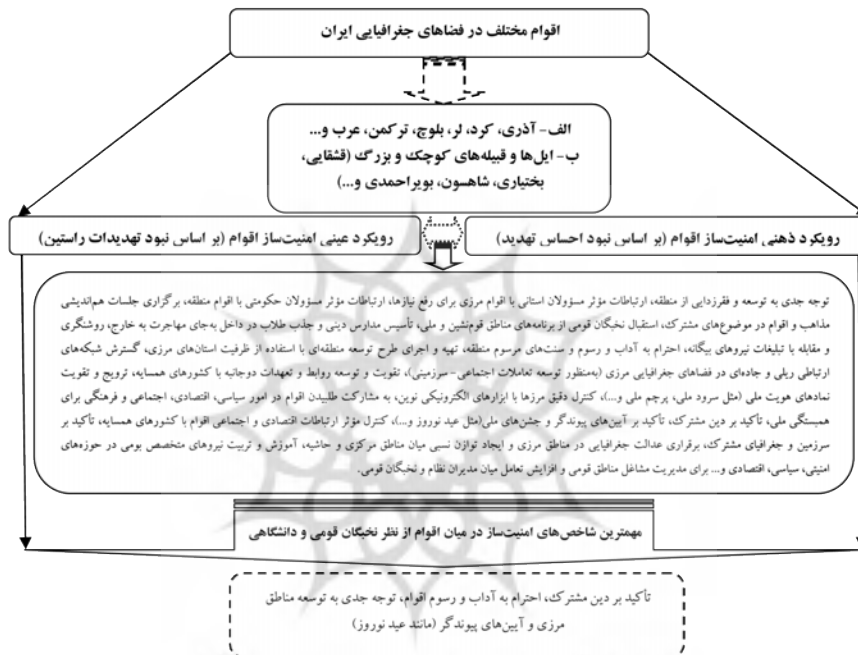 اقوام مختلف در فضاهای جغرافیایی ایران
الف- آذری، کرد، لر، بلوچ، ترکمن، عرب و...
ب- ایل‌ها و قبیله‌های کوچک و بزرگ (قشقایی،
بختیاری، شاهسون، بویراحمدی و...)
رویکرد ذهنی امنیت‌ساز اقوام (بر اساس نبود احساس تهدید)
رویکرد عینی امنیت‌ساز اقوام (بر اساس نبود تهدیدات راستین)
توجه جدی به توسعه و فقرزدایی از منطقه، ارتباطات مؤثر مسؤولان استانی با اقوام مرزی برای رفع نیازها، ارتباطات مؤثر مسؤولان حکومتی با اقوام منطقه، برگزاری جلسات هم‌اندیشی
مذاهب و اقوام در موضوع‌های مشترک، استقبال نخبگان قومی از برنامه‌های مناطق قوم‌نشین و ملی، تأسیس مدارس دینی و جذب طلاب در داخل به‌جای مهاجرت به خارج، روشنگری
و مقابله با تبلیغات نیروهای بیگانه، احترام به آداب و رسوم و سنت‌های مرسوم منطقه، تهیه و اجرای طرح توسعه منطقه‌ای با استفاده از ظرفیت استان‌های مرزی، گسترش شبکه‌های
ارتباطی ریلی و جاده‌ای در فضاهای جغرافیایی مرزی (به‌منظور توسعه تعاملات اجتماعی-سرزمینی)، تقویت و توسعه روابط و تعهدات دوجانبه با کشورهای همسایه، ترویج و تقویت
نمادهای هویت ملی (مثل سرود ملی، پرچم ملی و...)، کنترل دقیق مرزها با ابزارهای الکترونیکی نوین، به مشارکت طلبیدن اقوام در امور سیاسی، اقتصادی، اجتماعی و فرهنگی برای
همبستگی ملی، تأکید بر دین مشترک، تأکید بر آیین‌های پیوندگر و جشن‌های ملی(مثل عید نوروز و...)، کنترل مؤثر ارتباطات اقتصادی و اجتماعی اقوام با کشورهای همسایه، تأکید بر
سرزمین و جغرافیای مشترک، برقراری عدالت جغرافیایی در مناطق مرزی و ایجاد توازن نسبی میان مناطق مرکزی و حاشیه، آموزش و تربیت نیروهای متخصص بومی در حوزه‌های
امنیتی، سیاسی، اقتصادی و... برای مدیریت مشاغل مناطق قومی و افزایش تعامل میان مدیران نظام و نخبگان قومی.
مهمترین شاخص‌های امنیت‌ساز در میان اقوام از نظر نخبگان قومی و دانشگاهی
تأکید بر دین مشترک، احترام به آداب و رسوم اقوام، توجه جدی به توسعه مناطق
مرزی و آیین‌های پیوندگر (مانند عید نوروز)